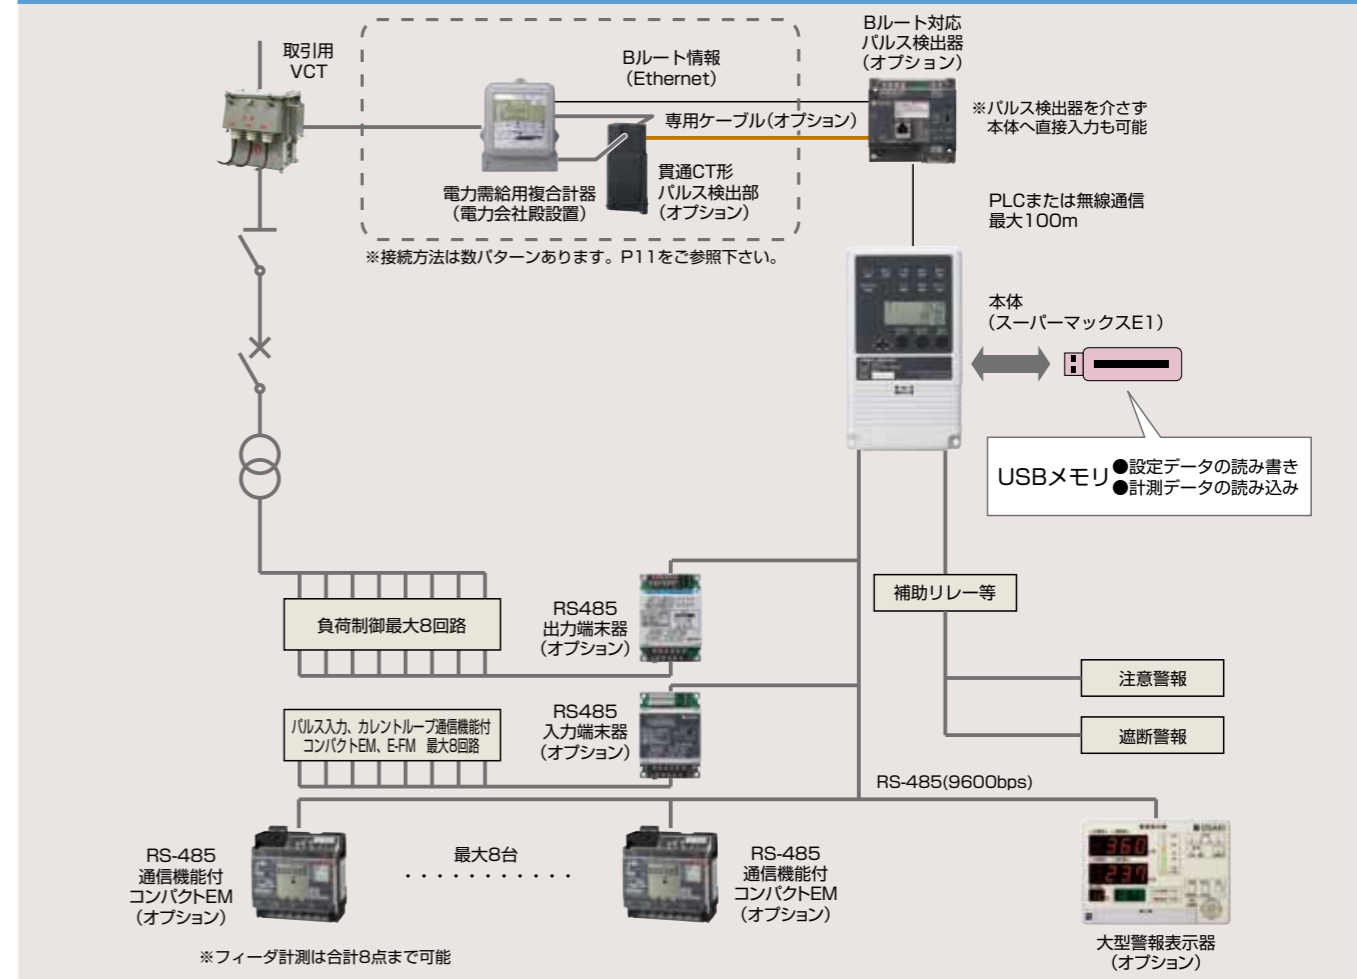 取引用
VCT
Bルート情報
(Ethernet)
専用ケーブル(オプション)
Bルート対応
パルス検出器
(オプション)
※パルス検出器を介さず
本体へ直接入力も可能
電力需給用複合計器
(電力会社殿設置)
貫通CT形
パルス検出部
(オプション)
※接続方法は数パターンあります。P11をご参照下さい。
PLCまたは無線通信
最大100m
本体
(スーパーマックスE1)
USBメモリ
●設定データの読み書き
●計測データの読み込み
負荷制御最大8回路
RS485
出力端末器
(オプション)
補助リレー等
注意警報
遮断警報
パルス入力、カレントループ通信機能付
コンパクトEM、E-FM 最大8回路
RS485
入力端末器
(オプション)
RS-485(9600bps)
RS-485
通信機能付
コンパクトEM
(オプション)
最大8台
・・・・・・・・・・・
RS-485
通信機能付
コンパクトEM
(オプション)
OSAKI
360
237
大型警報表示器
(オプション)
※フィーダ計測は合計8点まで可能